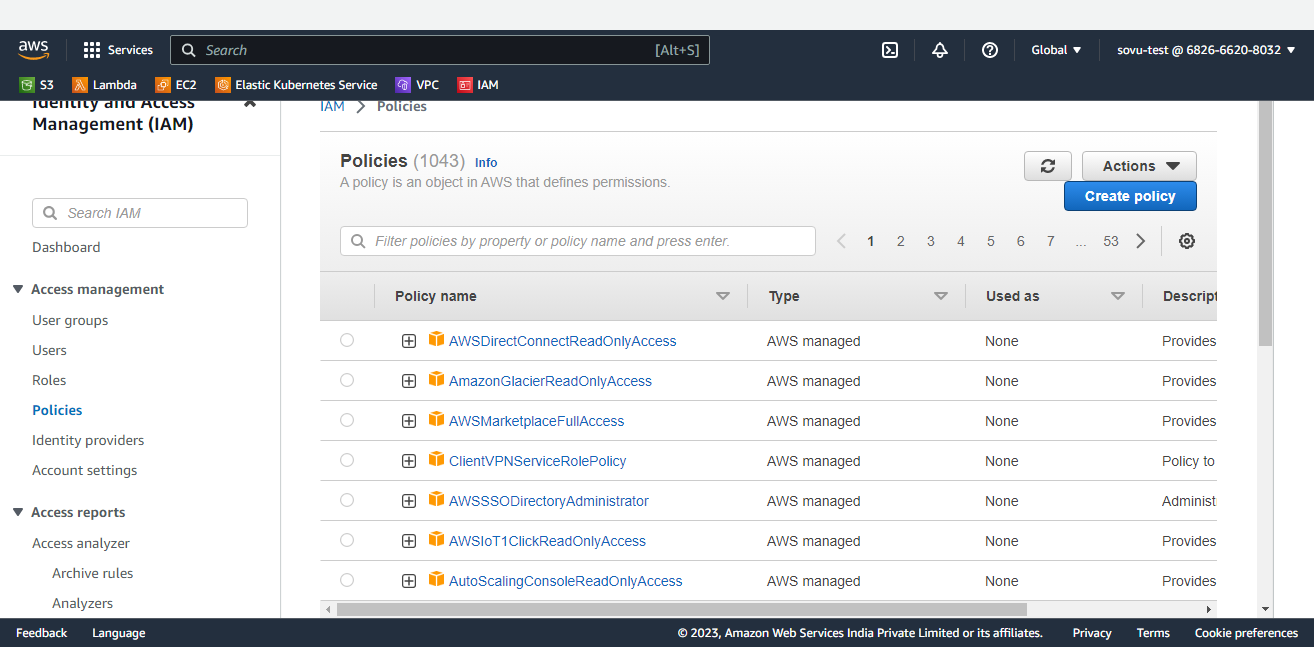 aws Services Search [Alt+S] Global sovu-test @ 6826-6620-8032
S3 Lambda EC2 Elastic Kubernetes Service VPC IAM
Identity and Access
Management (IAM)
Search IAM
Dashboard
Access management
User groups
Users
Roles
Policies
Identity providers
Account settings
Access reports
Access analyzer
Archive rules
Analyzers
IAM > Policies
Policies (1043) Info
A policy is an object in AWS that defines permissions.
Actions
Create policy
Filter policies by property or policy name and press enter. 1 2 3 4 5 6 7 ... 53
Policy name Type Used as Descript
AWSDirectConnectReadOnlyAccess AWS managed None Provides
AmazonGlacierReadOnlyAccess AWS managed None Provides
AWSMarketplaceFullAccess AWS managed None Provides
ClientVPNServiceRolePolicy AWS managed None Policy to
AWSSSODirectoryAdministrator AWS managed None Administ
AWSIoT1ClickReadOnlyAccess AWS managed None Provides
AutoScalingConsoleReadOnlyAccess AWS managed None Provides
Feedback Language © 2023, Amazon Web Services India Private Limited or its affiliates. Privacy Terms Cookie preferences